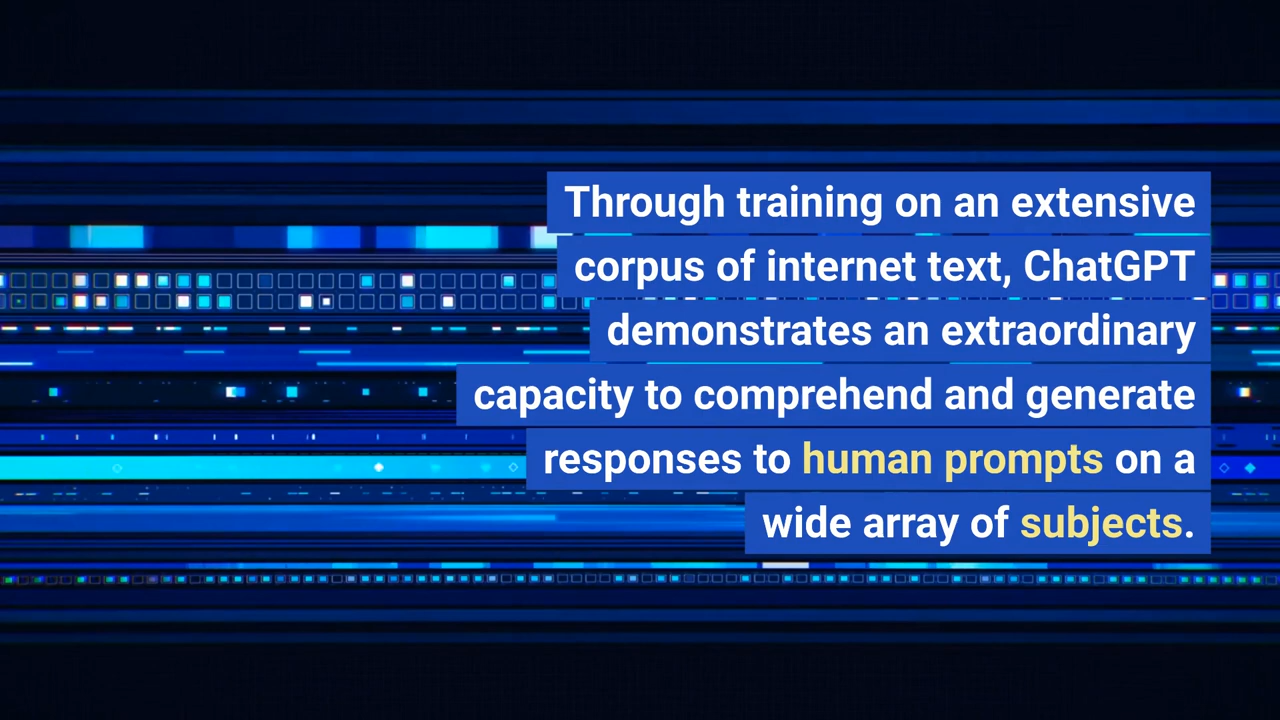 Through training on an extensive
corpus of internet text, ChatGPT
demonstrates an extraordinary
capacity to comprehend and generate
responses to human prompts on a
wide array of subjects.